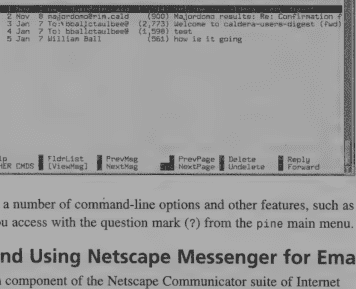 2 Nov 8 majordomo@rim.cald (900) Majordomo results: Re: Confirmation f
3 Jan 7 To: bballctaulbee@ (2,773) Welcome to caldera-users-digest (fwd)
4 Jan 7 To: bballctaulbee@ (1,598) test
5 Jan 7 William Ball (561) how is it going
lp FldrList PrevMsg PrevPage Delete Reply
HER CMDS [ViewMsg] NextMsg NextPage Undelete Forward
a number of command-line options and other features, such as
ou access with the question mark (?) from the pine main menu.
nd Using Netscape Messenger for Ema
component of the Netscape Communicator suite of Internet